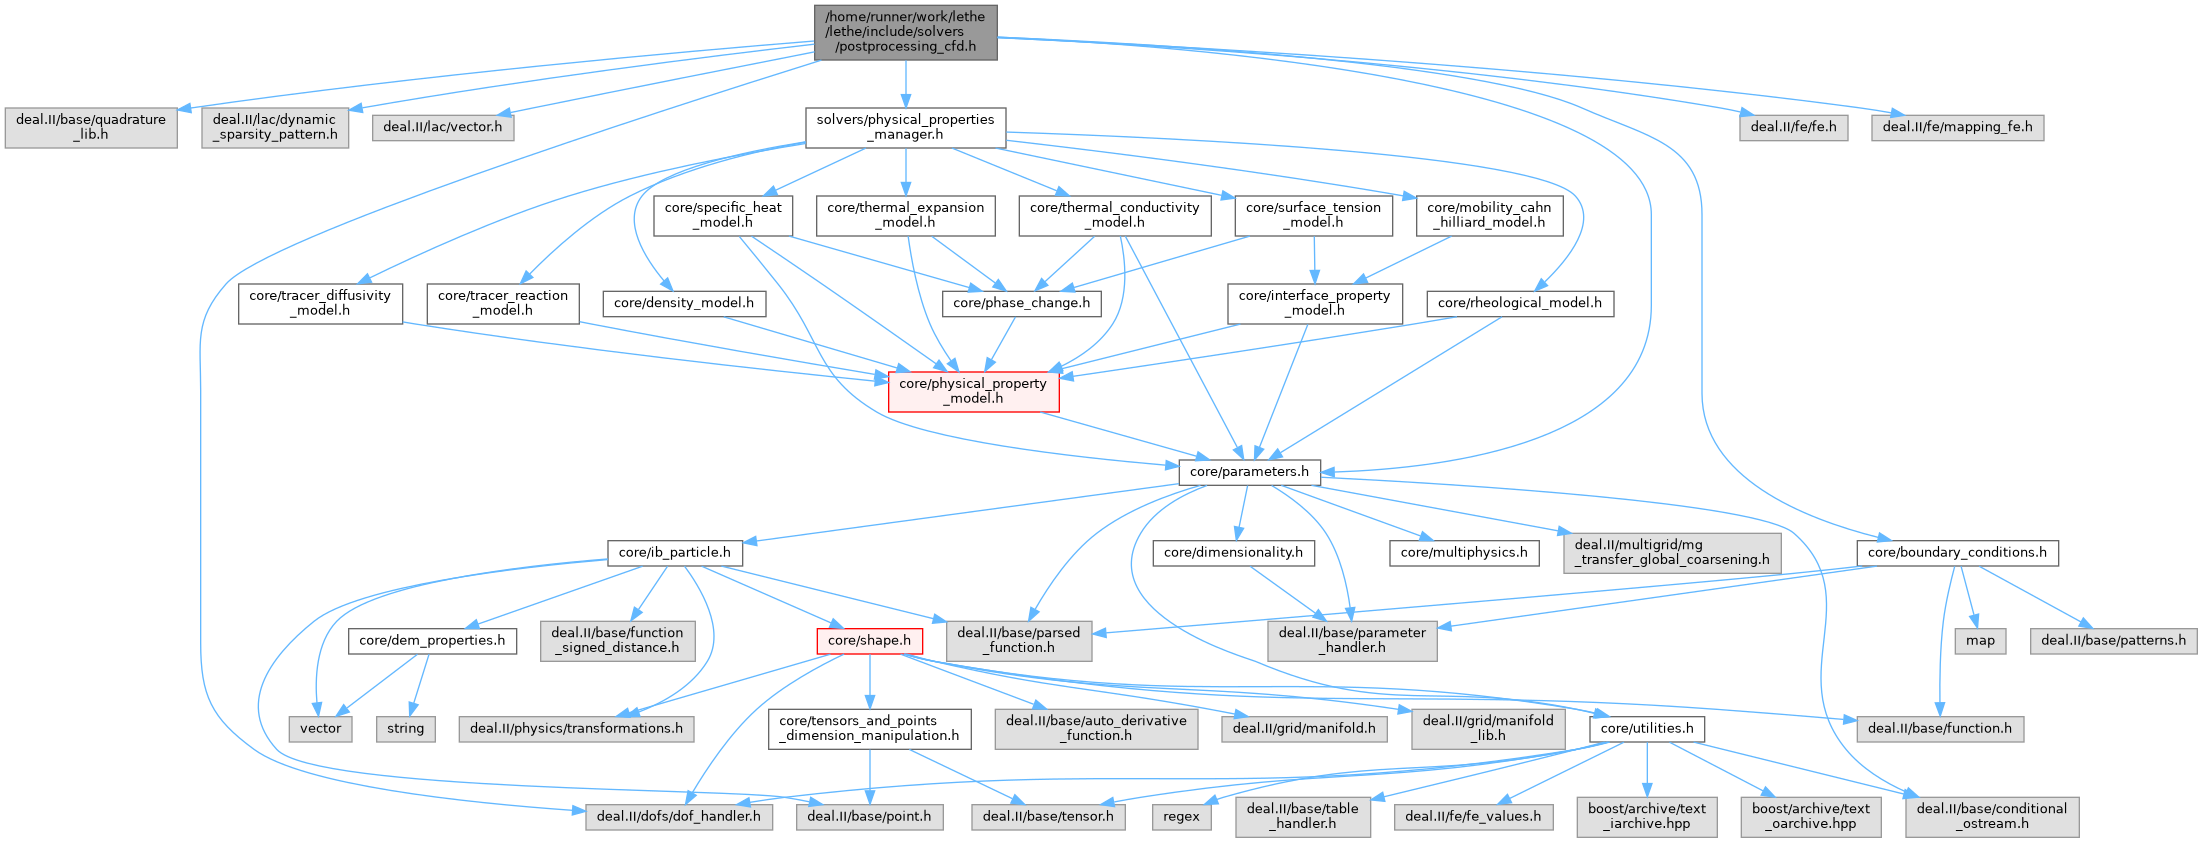 /home/runner/work/lethe
/lethe/include/solvers
/postprocessing_cfd.h
deal.II/base/quadrature
_lib.h
deal.II/lac/dynamic
_sparsity_pattern.h
deal.II/lac/vector.h
solvers/physical_properties
_manager.h
deal.II/fe/fe.h
deal.II/fe/mapping_fe.h
core/specific_heat
_model.h
core/thermal_expansion
_model.h
core/thermal_conductivity
_model.h
core/surface_tension
_model.h
core/mobility_cahn
_hilliard_model.h
core/tracer_diffusivity
_model.h
core/tracer_reaction
_model.h
core/density_model.h
core/phase_change.h
core/interface_property
_model.h
core/rheological_model.h
core/physical_property
_model.h
core/parameters.h
core/ib_particle.h
core/dimensionality.h
core/multiphysics.h
deal.II/multigrid/mg
_transfer_global_coarsening.h
core/boundary_conditions.h
core/dem_properties.h
deal.II/base/function
_signed_distance.h
core/shape.h
deal.II/base/parsed
_function.h
deal.II/base/parameter
_handler.h
map
deal.II/base/patterns.h
vector
string
deal.II/physics/transformations.h
core/tensors_and_points
_dimension_manipulation.h
deal.II/base/auto_derivative
_function.h
deal.II/grid/manifold.h
deal.II/grid/manifold
_lib.h
core/utilities.h
deal.II/base/function.h
deal.II/dofs/dof_handler.h
deal.II/base/point.h
deal.II/base/tensor.h
regex
deal.II/base/table
_handler.h
deal.II/fe/fe_values.h
boost/archive/text
_iarchive.hpp
boost/archive/text
_oarchive.hpp
deal.II/base/conditional
_ostream.h